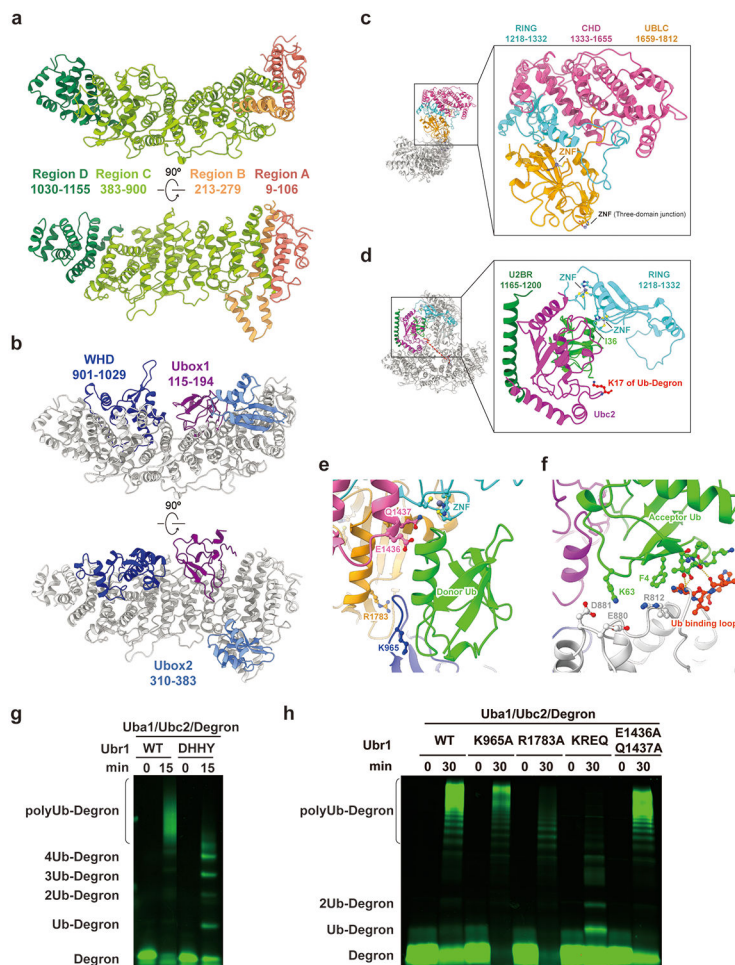 a
Region D
1030-1155
Region C
383-900
90º
Region B
213-279
Region A
9-106
b
WHD
901-1029
Ubox1
115-194
90º
Ubox2
310-383
c
RING
1218-1332
CHD
1333-1655
UBLC
1659-1812
ZNF
ZNF (Three-domain junction)
d
U2BR
1165-1200
ZNF
RING
1218-1332
ZNF
I36
K17 of Ub-Degron
Ubc2
e
Q1437
ZNF
E1436
Donor Ub
R1783
K965
f
Acceptor Ub
F4
K63
R812
D881
E880
Ub binding loop
g
Uba1/Ubc2/Degron
Ubr1 WT DHHY
min 0 15 0 15
polyUb-Degron
4Ub-Degron
3Ub-Degron
2Ub-Degron
Ub-Degron
Degron
h
Uba1/Ubc2/Degron
Ubr1 WT K965A R1783A KREQ E1436A
Q1437A
min 0 30 0 30 0 30 0 30 0 30
polyUb-Degron
2Ub-Degron
Ub-Degron
Degron